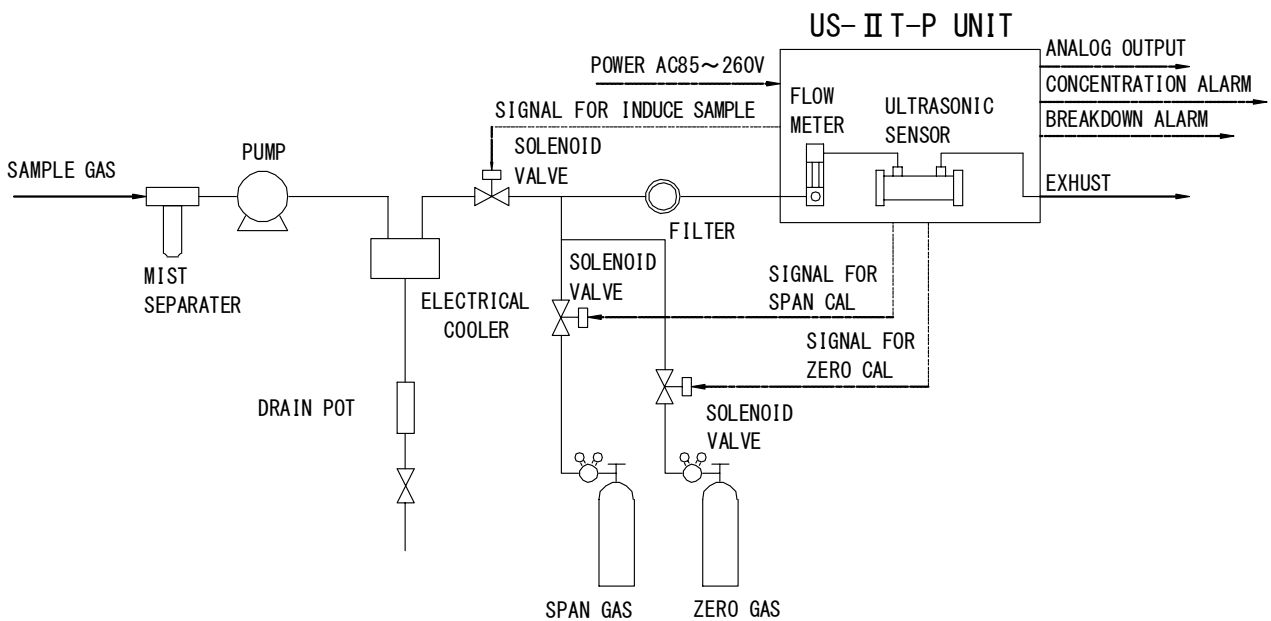 US-ⅡT-P UNIT
POWER AC85～260V
ANALOG OUTPUT
CONCENTRATION ALARM
BREAKDOWN ALARM
FLOW
METER
ULTRASONIC
SENSOR
SIGNAL FOR INDUCE SAMPLE
SOLENOID
VALVE
PUMP
SAMPLE GAS
EXHUST
FILTER
MIST
SEPARATER
ELECTRICAL
COOLER
SOLENOID
VALVE
SIGNAL FOR
SPAN CAL
SIGNAL FOR
ZERO CAL
DRAIN POT
SOLENOID
VALVE
SPAN GAS
ZERO GAS